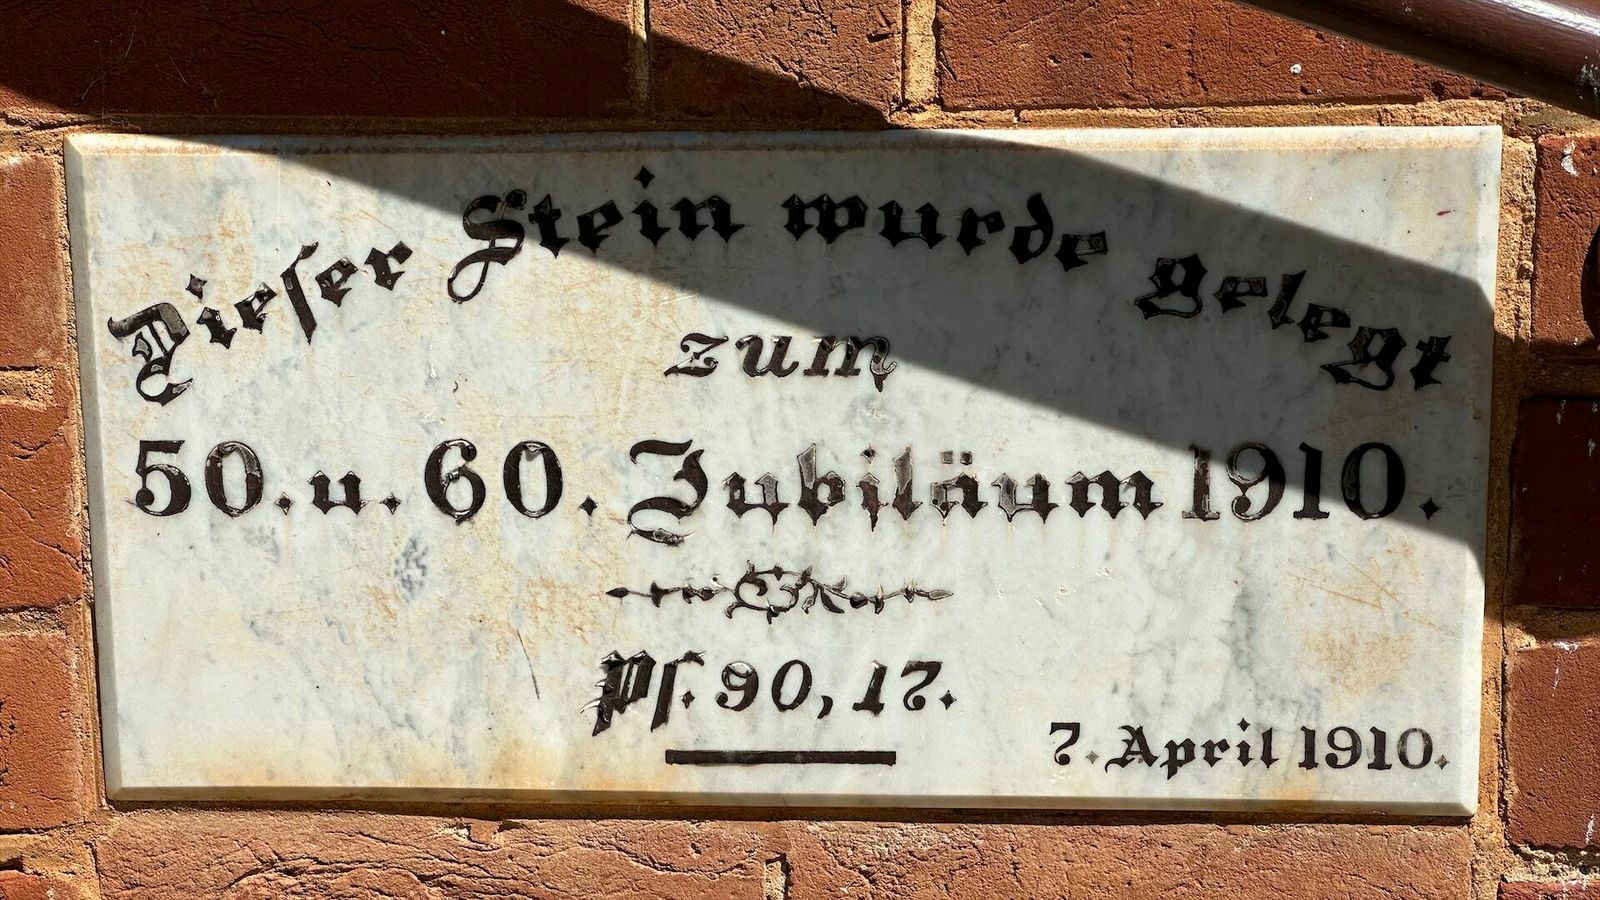 Dieser Stein wurde gelegt
zum
50. u. 60. Jubiläum 1910.
Ps. 90, 17.
7. April 1910.